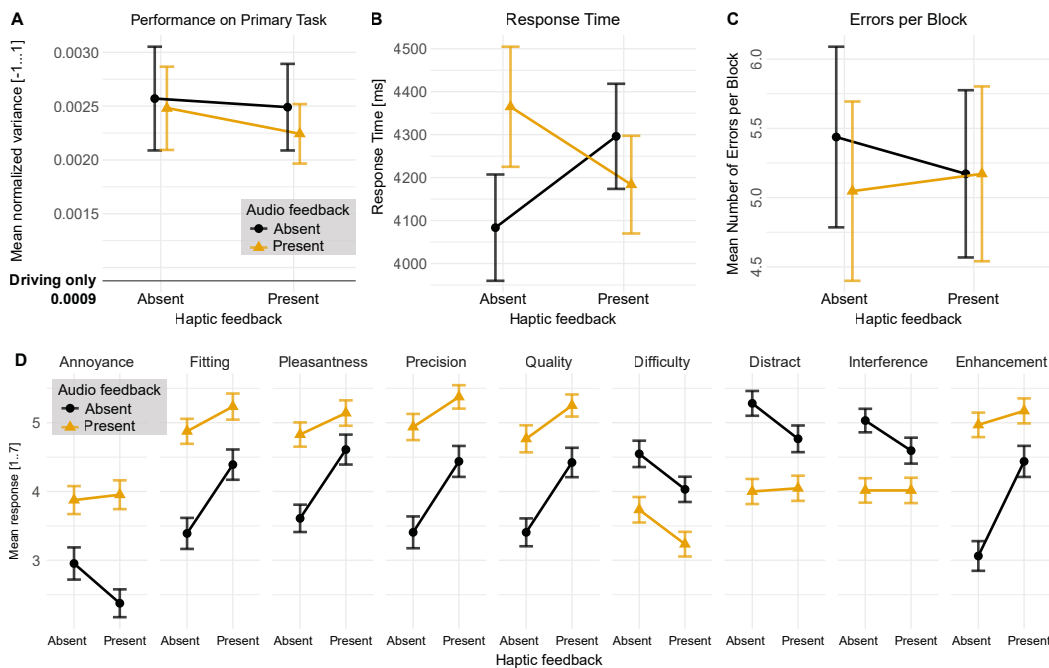 A
Performance on Primary Task
Mean normalized variance [-1...1]
0.0030
0.0025
0.0020
0.0015
Audio feedback
Absent
Present
Driving only
0.0009
Absent
Present
Haptic feedback
B
Response Time
Response Time [ms]
4500
4400
4300
4200
4100
4000
Absent
Present
Haptic feedback
C
Errors per Block
Mean Number of Errors per Block
6.0
5.5
5.0
4.5
Absent
Present
Haptic feedback
D
Annoyance Fitting Pleasantness Precision Quality Difficulty Distract Interference Enhancement
Audio feedback
Absent
Present
Mean response [1..7]
5
4
3
Absent Present Absent Present Absent Present Absent Present Absent Present Absent Present Absent Present Absent Present Absent Present
Haptic feedback